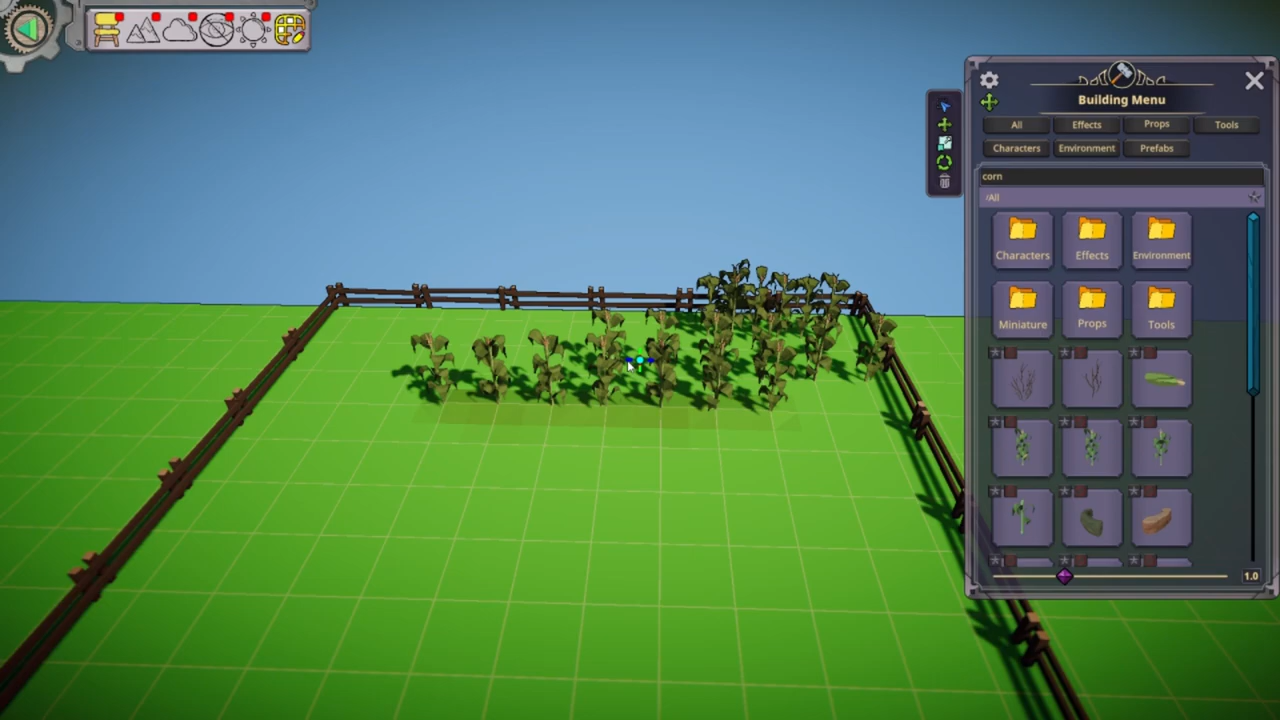 Building Menu
All Effects Props Tools
Characters Environment Prefabs
corn
/All
Characters Effects Environment
Miniature Props Tools
1.0